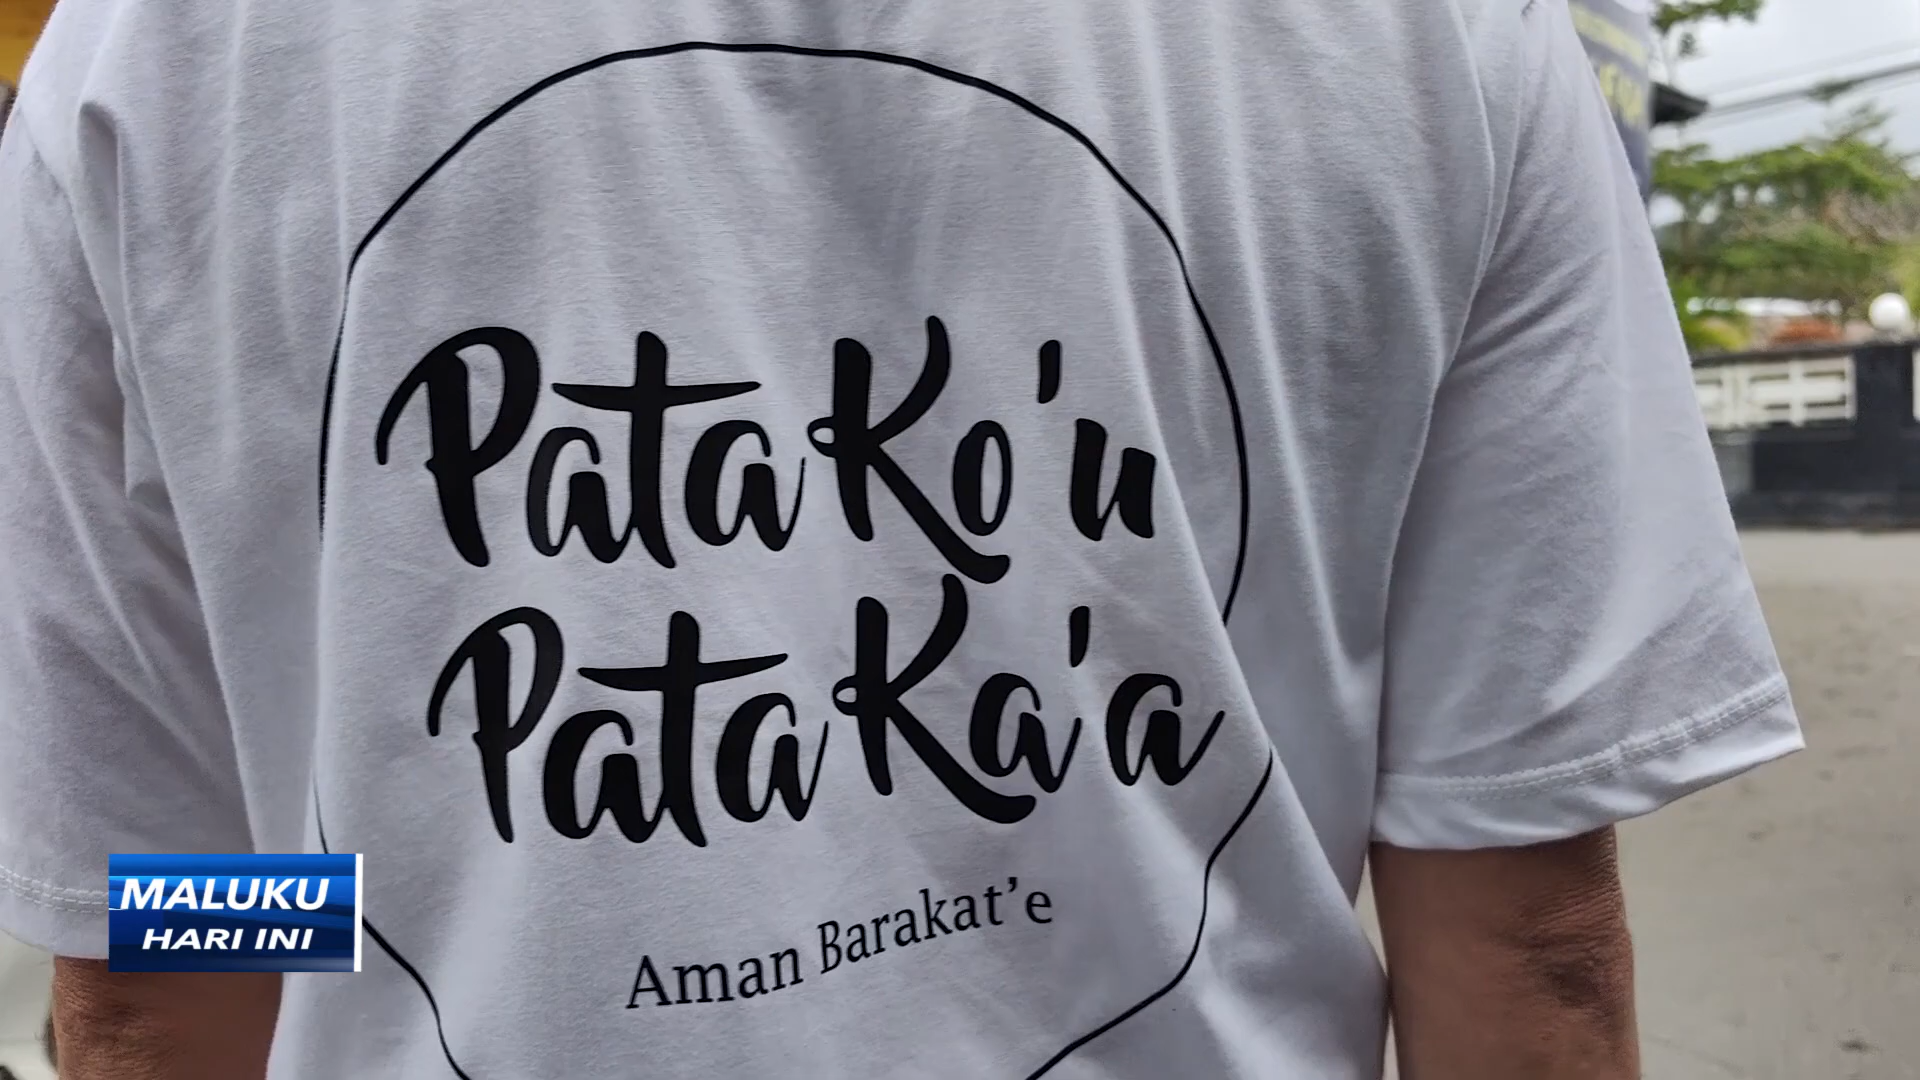 Pata Ko'u
Pata Ka'a
Aman Barakat'e
MALUKU
HARI INI